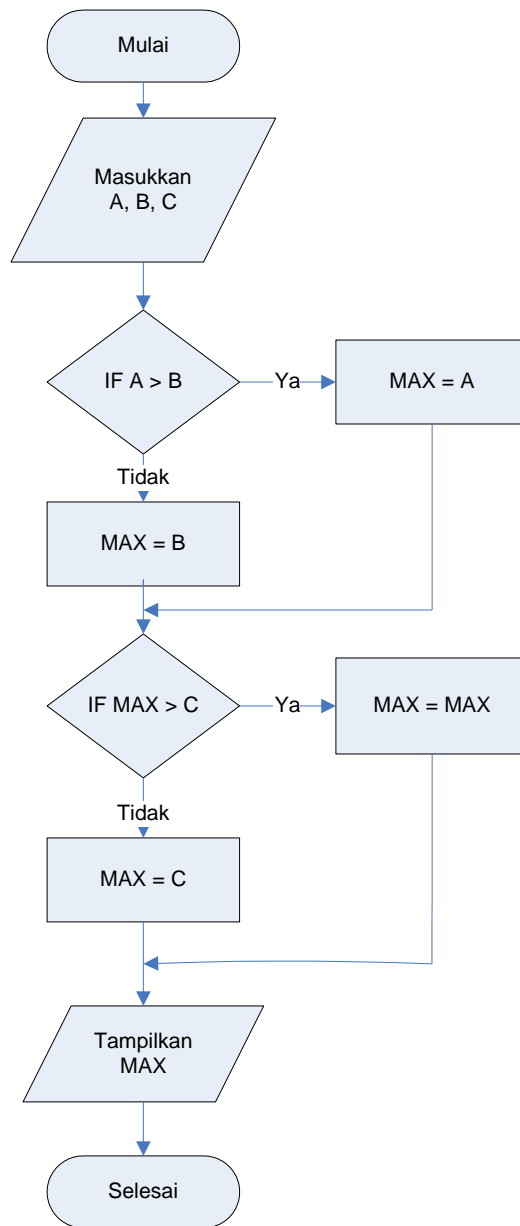 Mulai
Masukkan
A, B, C
IF A > B
Ya
MAX = A
Tidak
MAX = B
IF MAX > C
Ya
MAX = MAX
Tidak
MAX = C
Tampilkan
MAX
Selesai